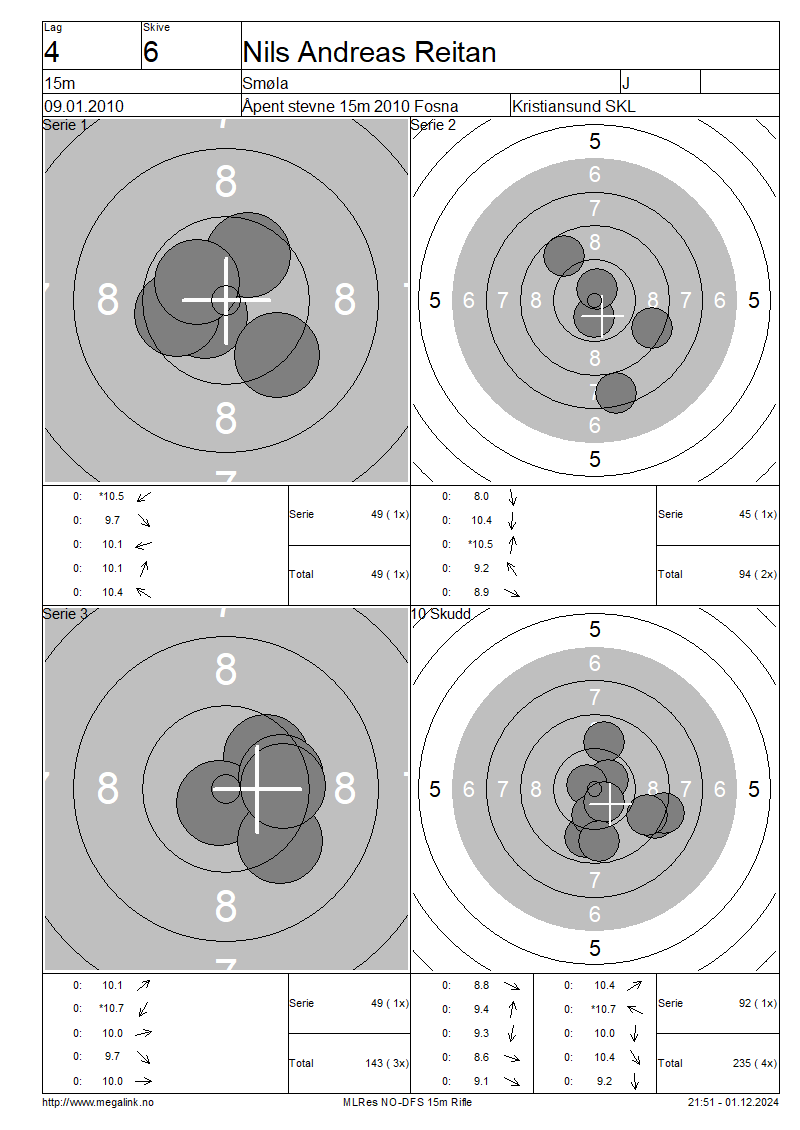 Lag
Skive
4
6
Nils Andreas Reitan
15m
Smøla
J
09.01.2010
Åpent stevne 15m 2010 Fosna
Kristiansund SKL
Serie 1
8
8
8
8
7
Serie 2
5
6
7
8
5 6 7 8
8 7 6 5
8
7
6
5
0: *10.5
0: 9.7
0: 10.1
0: 10.1
0: 10.4
Serie 49 ( 1x)
Total 49 ( 1x)
0: 8.0
0: 10.4
0: *10.5
0: 9.2
0: 8.9
Serie 45 ( 1x)
Total 94 ( 2x)
Serie 3
8
8
8
8
7
10 Skudd
5
6
7
5 6 7 8
8 7 6 5
7
6
5
0: 10.1
0: *10.7
0: 10.0
0: 9.7
0: 10.0
Serie 49 ( 1x)
Total 143 ( 3x)
0: 8.8
0: 9.4
0: 9.3
0: 8.6
0: 9.1
0: 10.4
0: *10.7
0: 10.0
0: 10.4
0: 9.2
Serie 92 ( 1x)
Total 235 ( 4x)
http://www.megalink.no
MLRes NO-DFS 15m Rifle
21:51 - 01.12.2024